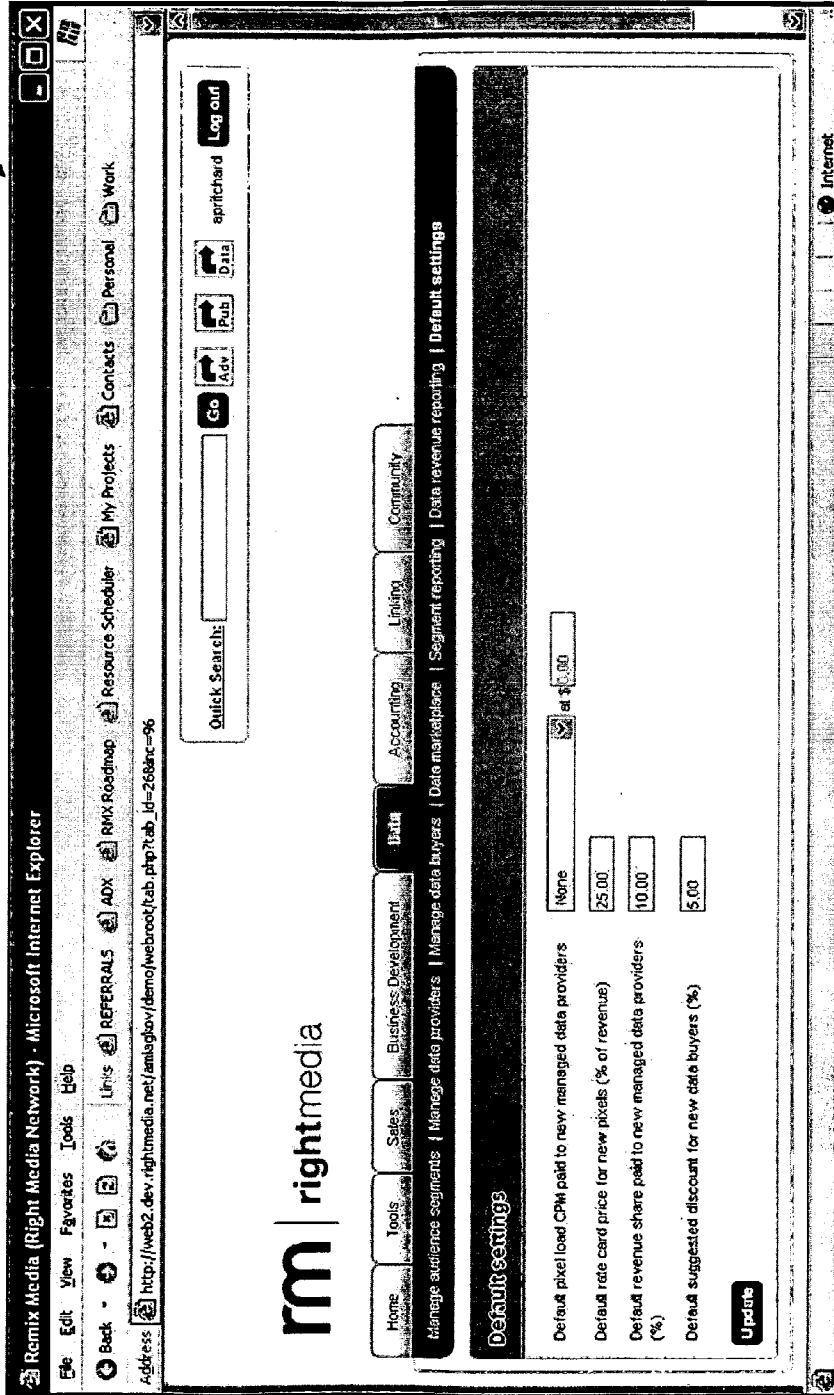 Remix Media (Right Media Network) - Microsoft Internet Explorer
File Edit View Favorites Tools Help
Back Links REFERRALS ADX RMX Roadmap Resource Scheduler My Projects Contacts Personal Work
Address http://web2.dev.rightmedia.net/amlagkov/demo/webroot/tab.php?tab_id=268&nc=96
Quick Search: Go Adv Pub Data apritchard Log out
rm | rightmedia
Home Tools Sales Business Development Data Accounting Linking Community
Manage audience segments | Manage data providers | Manage data buyers | Data marketplace | Segment reporting | Data revenue reporting | Default settings
Default settings
Default pixel load CPM paid to new managed data providers None at $ 0.00
Default rate card price for new pixels (% of revenue) 25.00
Default revenue share paid to new managed data providers 10.00
(%)
Default suggested discount for new data buyers (%) 5.00
Update
Internet